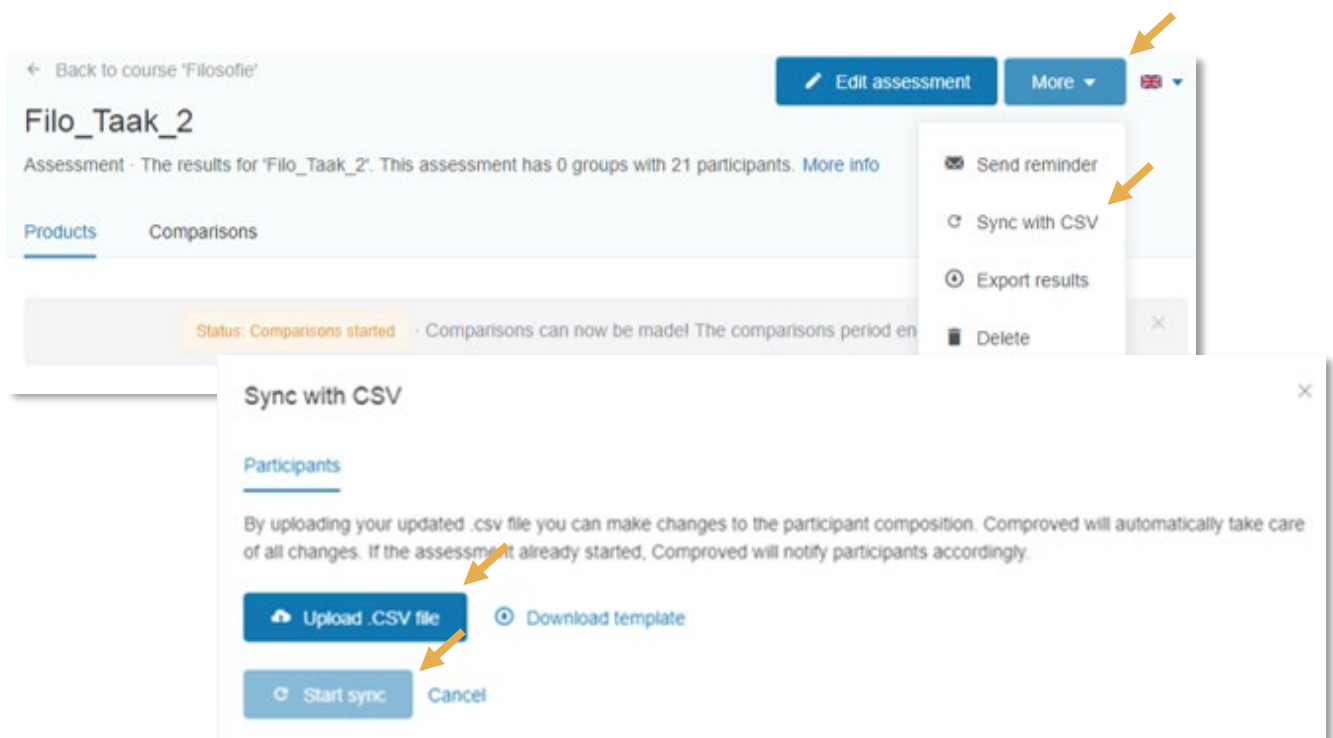 ← Back to course 'Filosofie'
Edit assessment
More
Filo_Taak_2
Assessment · The results for 'Filo_Taak_2'. This assessment has 0 groups with 21 participants. More info
Send reminder
Sync with CSV
Export results
Delete
Products
Comparisons
Status: Comparisons started · Comparisons can now be made! The comparisons period en
Sync with CSV
Participants
By uploading your updated .csv file you can make changes to the participant composition. Comproved will automatically take care
of all changes. If the assessment already started, Comproved will notify participants accordingly.
Upload .CSV file
Download template
Start sync
Cancel